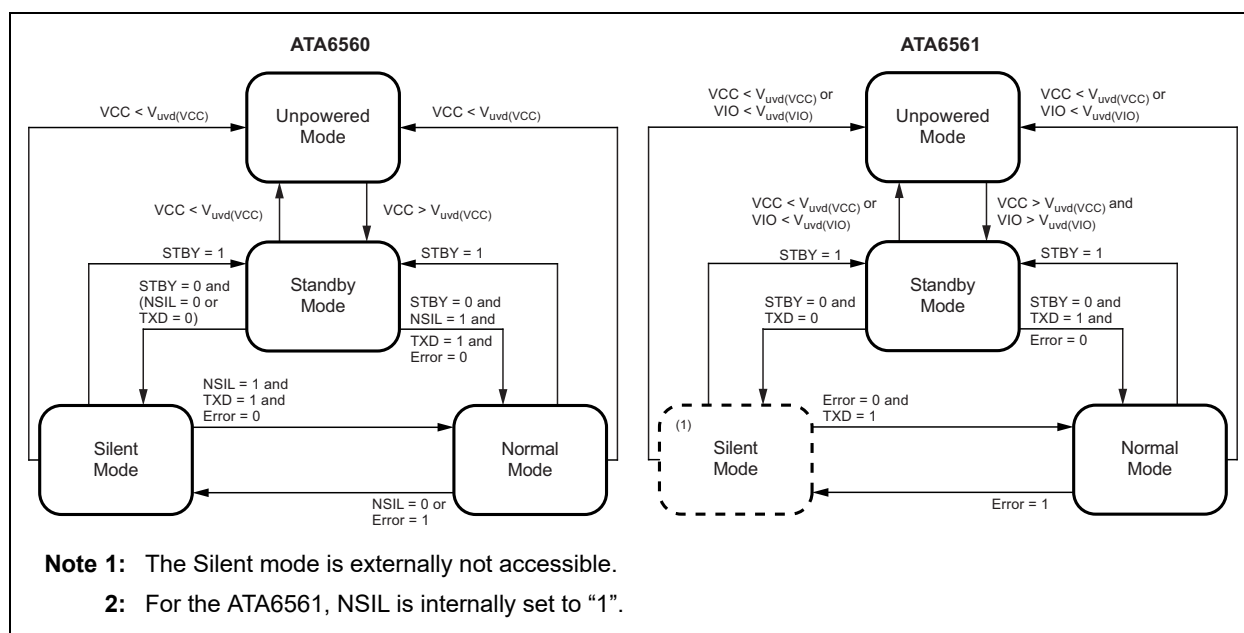 ATA6560
VCC < Vuvd(VCC)
Unpowered
Mode
VCC < Vuvd(VCC)
VCC < Vuvd(VCC)
VCC > Vuvd(VCC)
STBY = 1
Standby
Mode
STBY = 1
STBY = 0 and
(NSIL = 0 or
TXD = 0)
STBY = 0 and
NSIL = 1 and
TXD = 1 and
Error = 0
NSIL = 1 and
TXD = 1 and
Error = 0
Silent
Mode
Normal
Mode
NSIL = 0 or
Error = 1
ATA6561
VCC < Vuvd(VCC) or
VIO < Vuvd(VIO)
Unpowered
Mode
VCC < Vuvd(VCC) or
VIO < Vuvd(VIO)
VCC < Vuvd(VCC) or
VIO < Vuvd(VIO)
VCC > Vuvd(VCC) and
VIO > Vuvd(VIO)
STBY = 1
Standby
Mode
STBY = 1
STBY = 0 and
TXD = 0
STBY = 0 and
TXD = 1 and
Error = 0
Error = 0 and
TXD = 1
(1)
Silent
Mode
Normal
Mode
Error = 1
Note 1: The Silent mode is externally not accessible.
2: For the ATA6561, NSIL is internally set to “1”.